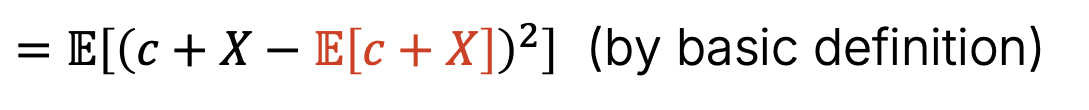 = 𝔼[(c + X − 𝔼[c + X])²] (by basic definition)